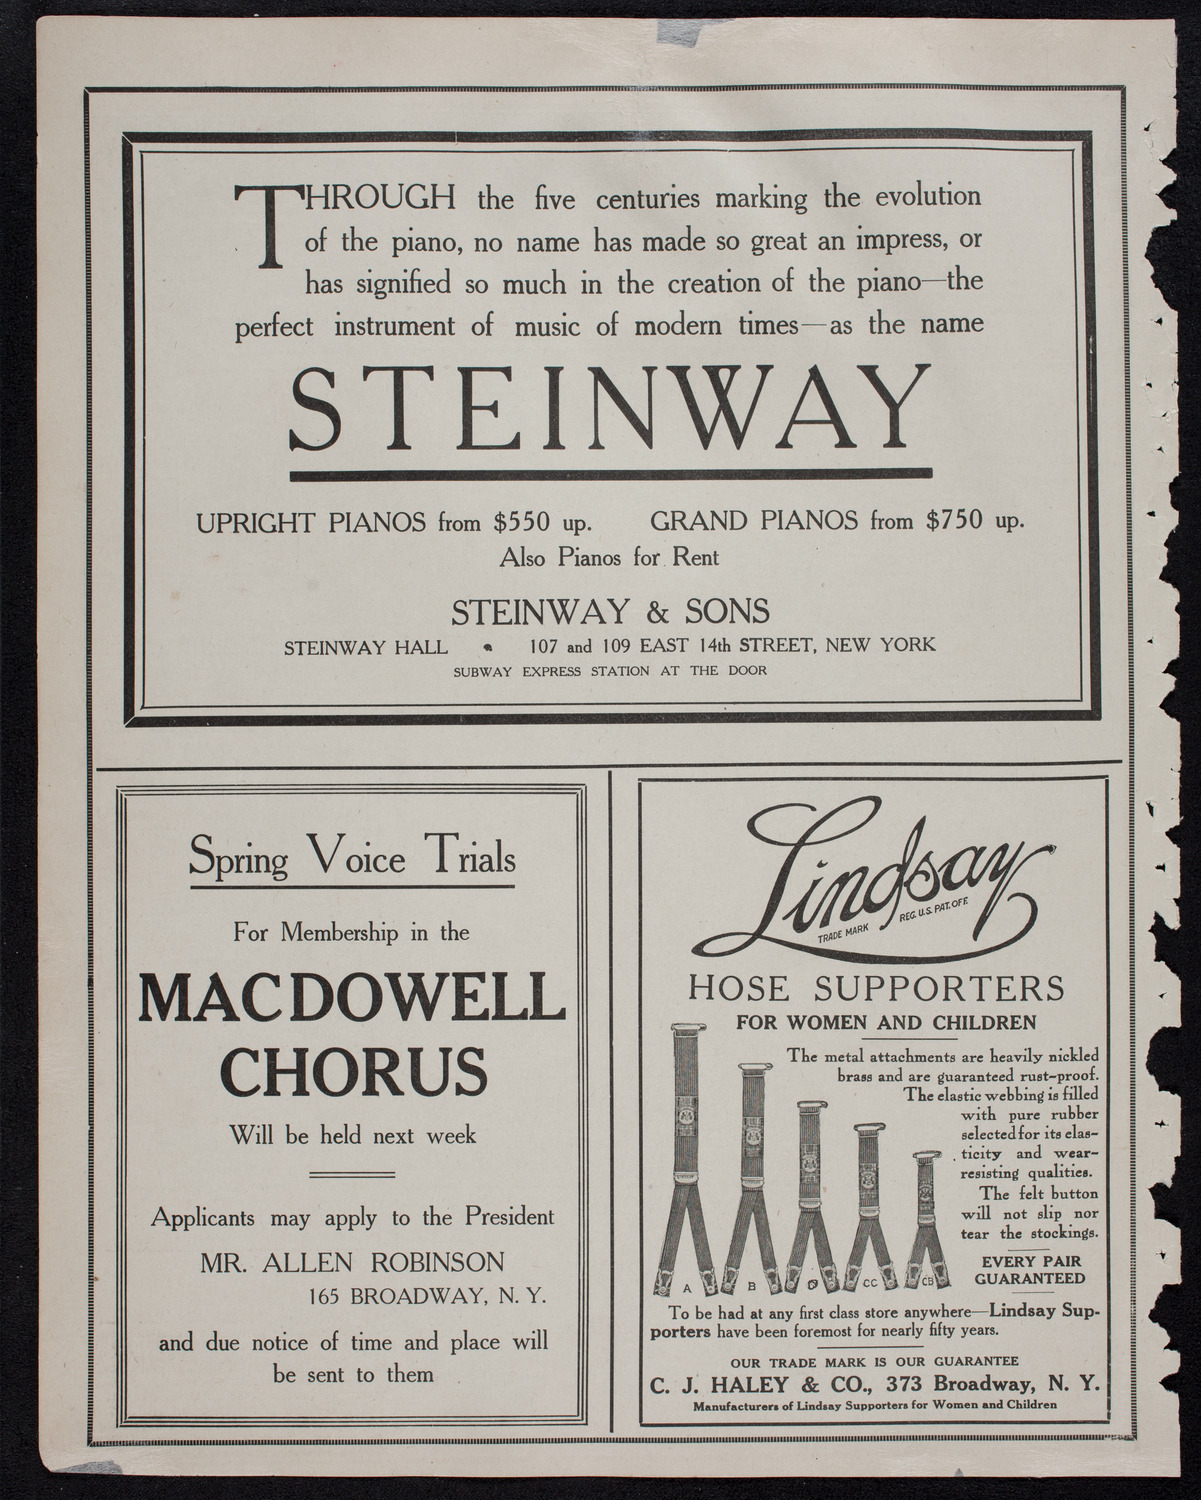 THROUGH the five centuries marking the evolution
of the piano, no name has made so great an impress, or
has signified so much in the creation of the piano—the
perfect instrument of music of modern times—as the name
STEINWAY
UPRIGHT PIANOS from $550 up. GRAND PIANOS from $750 up.
Also Pianos for Rent
STEINWAY & SONS
STEINWAY HALL • 107 and 109 EAST 14th STREET, NEW YORK
SUBWAY EXPRESS STATION AT THE DOOR
Spring Voice Trials
For Membership in the
MACDOWELL
CHORUS
Will be held next week
Applicants may apply to the President
MR. ALLEN ROBINSON
165 BROADWAY, N. Y.
and due notice of time and place will
be sent to them
Lindsay
TRADE MARK REG. U.S. PAT. OFF.
HOSE SUPPORTERS
FOR WOMEN AND CHILDREN
The metal attachments are heavily nickled
brass and are guaranteed rust-proof.
The elastic webbing is filled
with pure rubber
selected for its elas-
ticity and wear-
resisting qualities.
The felt button
will not slip nor
tear the stockings.
EVERY PAIR
GUARANTEED
A B D CC CB
To be had at any first class store anywhere—Lindsay Sup-
porters have been foremost for nearly fifty years.
OUR TRADE MARK IS OUR GUARANTEE
C. J. HALEY & CO., 373 Broadway, N. Y.
Manufacturers of Lindsay Supporters for Women and Children